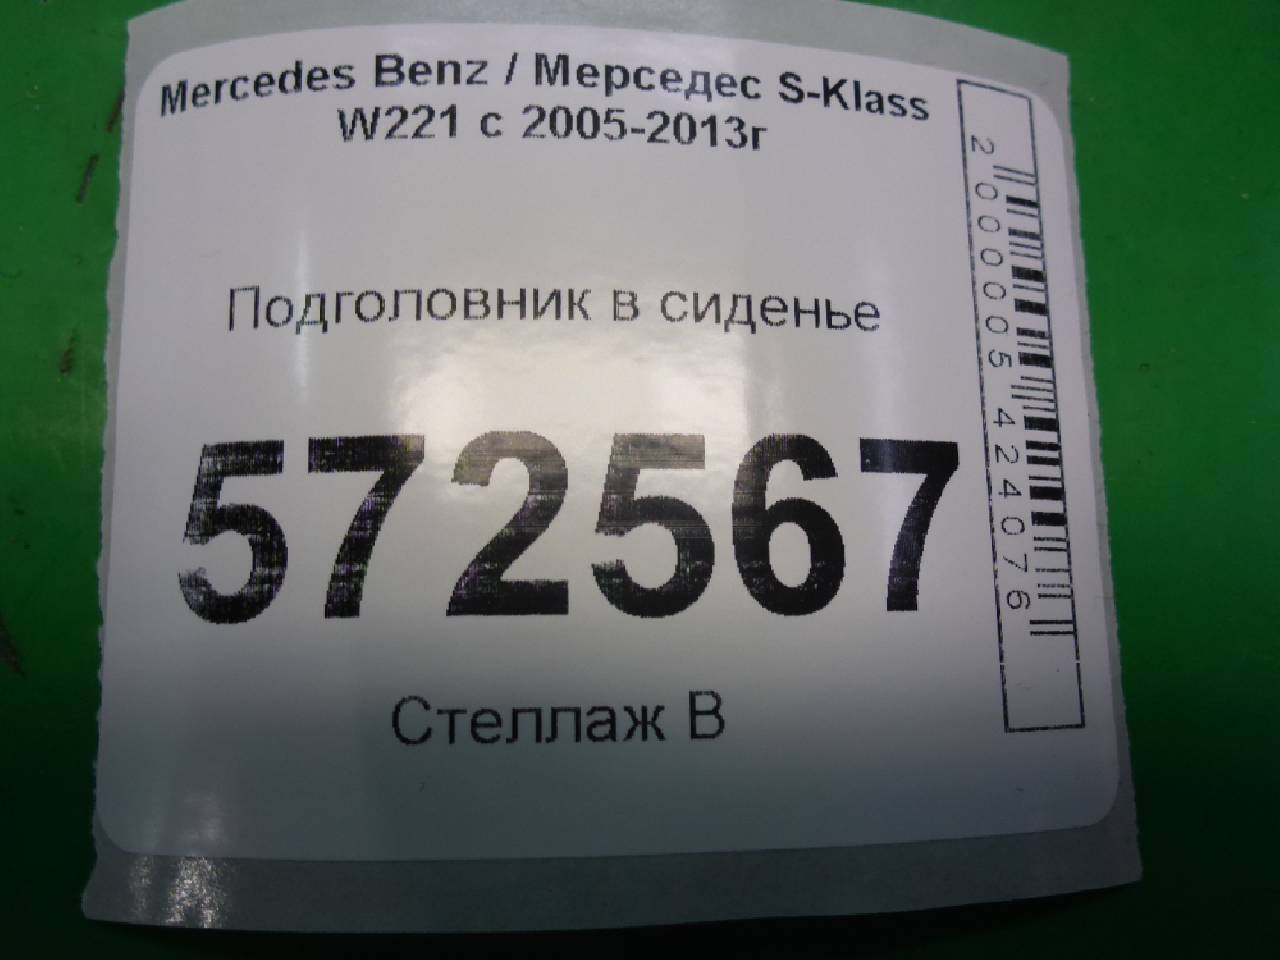 Mercedes Benz / Мерседес S-Klass
W221 с 2005-2013г
Подголовник в сиденье
572567
Стеллаж В
2000005424076